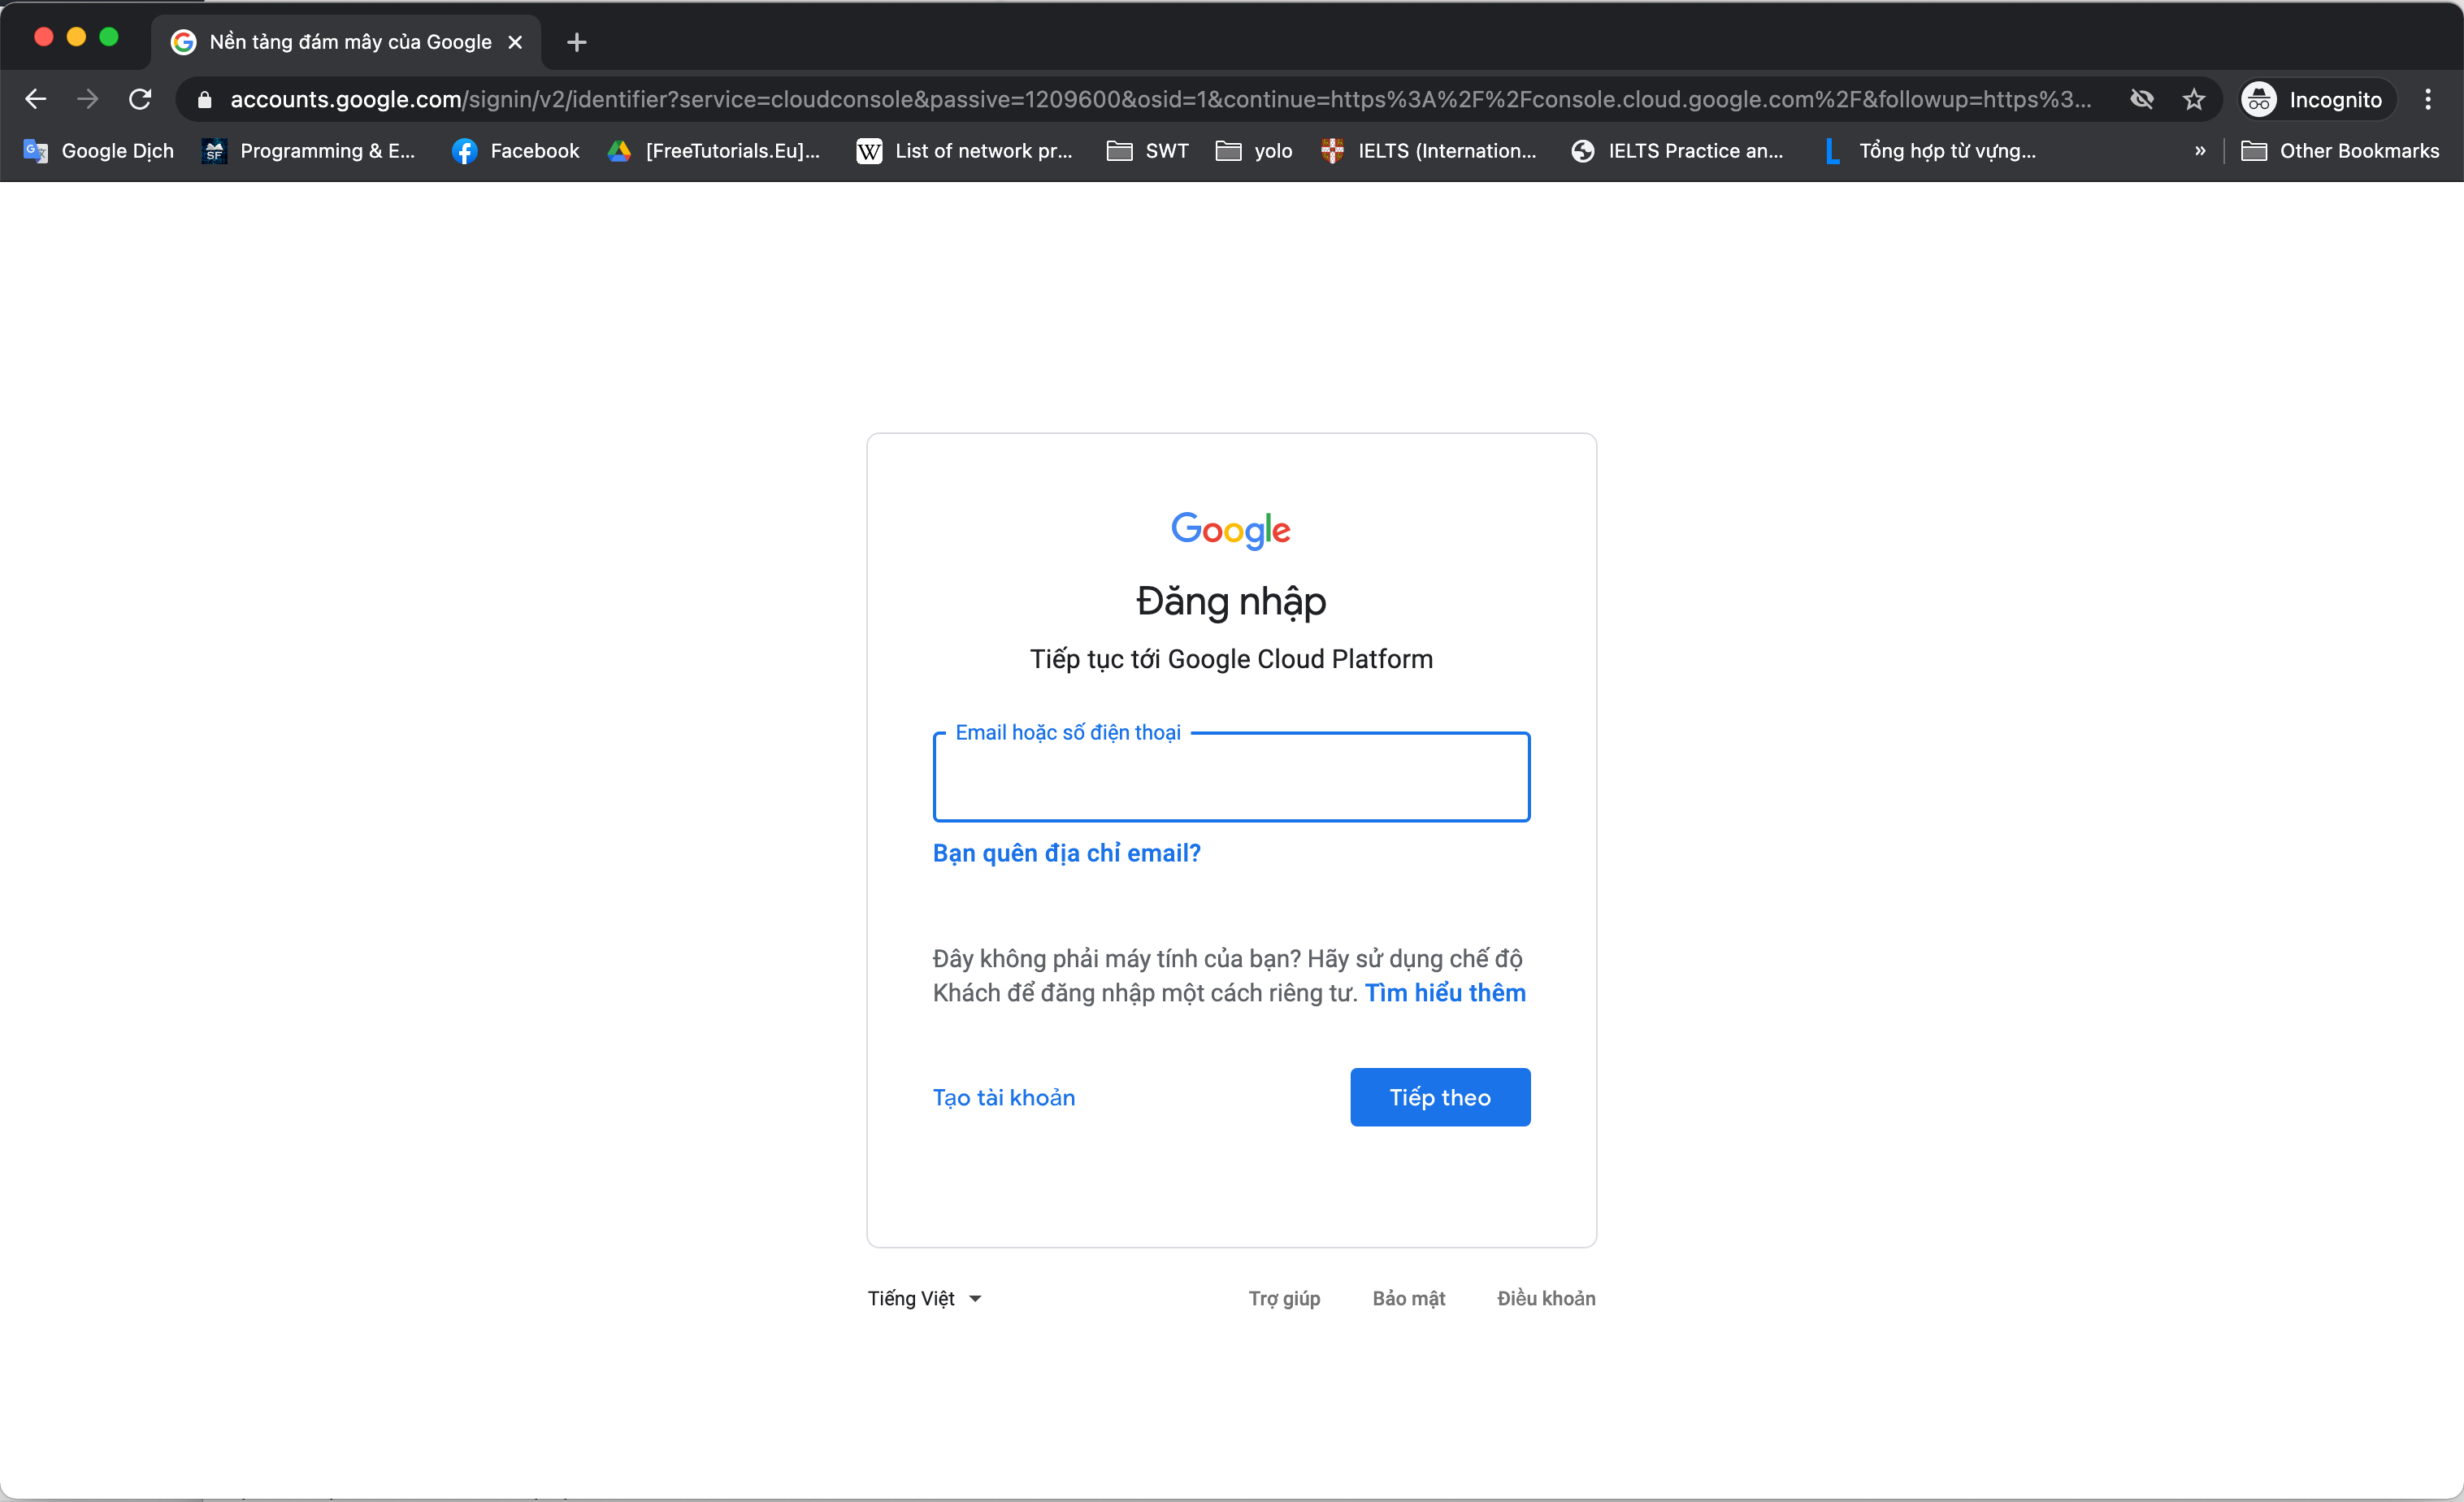 Nền tảng đám mây của Google
accounts.google.com/signin/v2/identifier?service=cloudconsole&passive=1209600&osid=1&continue=https%3A%2F%2Fconsole.cloud.google.com%2F&followup=https%3...
Incognito
Google Dịch
SF
Programming & E...
Facebook
[FreeTutorials.Eu]...
W
List of network pr...
SWT
yolo
IELTS (Internation...
IELTS Practice an...
L
Tổng hợp từ vựng...
»
Other Bookmarks
Google
Đăng nhập
Tiếp tục tới Google Cloud Platform
Email hoặc số điện thoại
Bạn quên địa chỉ email?
Đây không phải máy tính của bạn? Hãy sử dụng chế độ
Khách để đăng nhập một cách riêng tư. Tìm hiểu thêm
Tạo tài khoản
Tiếp theo
Tiếng Việt
Trợ giúp
Bảo mật
Điều khoản